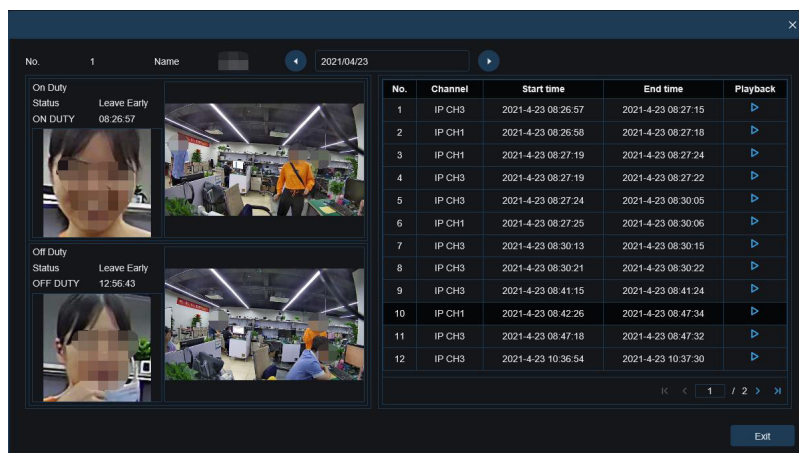 No. 1 Name 2021/04/23
On Duty
Status Leave Early
ON DUTY 08:26:57
Off Duty
Status Leave Early
OFF DUTY 12:56:43
No. Channel Start time End time Playback
1 IP CH3 2021-4-23 08:26:57 2021-4-23 08:27:15
2 IP CH1 2021-4-23 08:26:58 2021-4-23 08:27:18
3 IP CH1 2021-4-23 08:27:19 2021-4-23 08:27:24
4 IP CH3 2021-4-23 08:27:19 2021-4-23 08:27:22
5 IP CH3 2021-4-23 08:27:24 2021-4-23 08:30:05
6 IP CH1 2021-4-23 08:27:25 2021-4-23 08:30:06
7 IP CH3 2021-4-23 08:30:13 2021-4-23 08:30:15
8 IP CH3 2021-4-23 08:30:21 2021-4-23 08:30:22
9 IP CH3 2021-4-23 08:41:15 2021-4-23 08:41:24
10 IP CH1 2021-4-23 08:42:26 2021-4-23 08:47:34
11 IP CH3 2021-4-23 08:47:18 2021-4-23 08:47:32
12 IP CH3 2021-4-23 10:36:54 2021-4-23 10:37:30
1 / 2
Exit